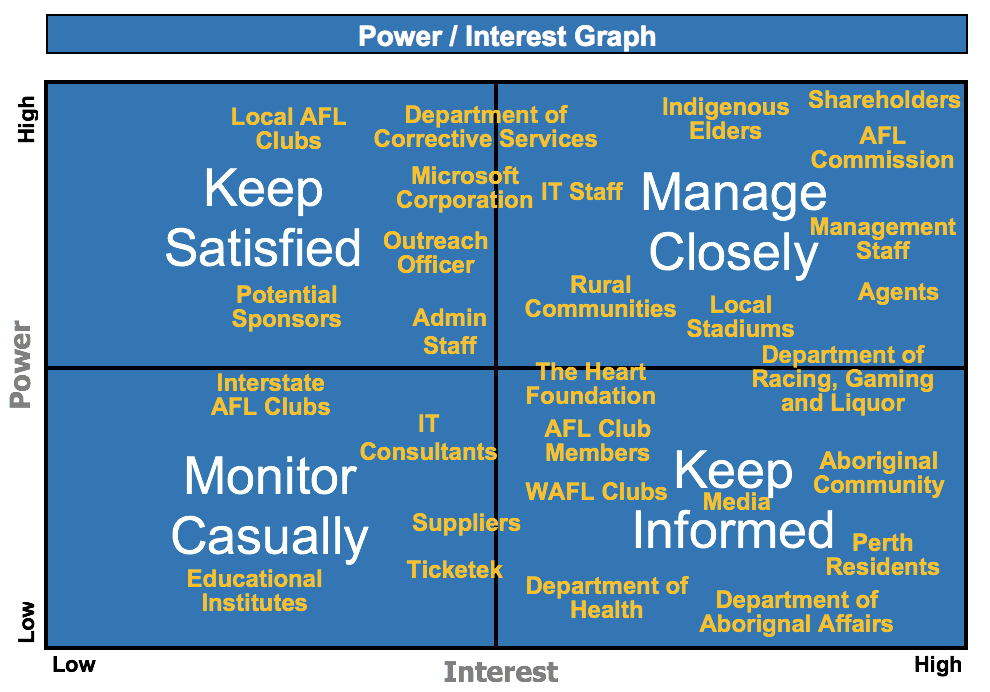 Power / Interest Graph
High
Power
Low
Local AFL
Clubs
Department of
Corrective Services
Keep
Satisfied
Microsoft
Corporation
Outreach
Officer
Potential
Sponsors
Admin
Staff
Indigenous
Elders
Shareholders
AFL
Commission
IT Staff
Manage
Closely
Management
Staff
Rural
Communities
Agents
Local
Stadiums
Department of
Racing, Gaming
and Liquor
Interstate
AFL Clubs
IT
Consultants
Monitor
Casually
Suppliers
Ticketek
Educational
Institutes
The Heart
Foundation
AFL Club
Members
Keep
Informed
Aboriginal
Community
WAFL Clubs
Media
Perth
Residents
Department of
Health
Department of
Aborignal Affairs
Low
Interest
High